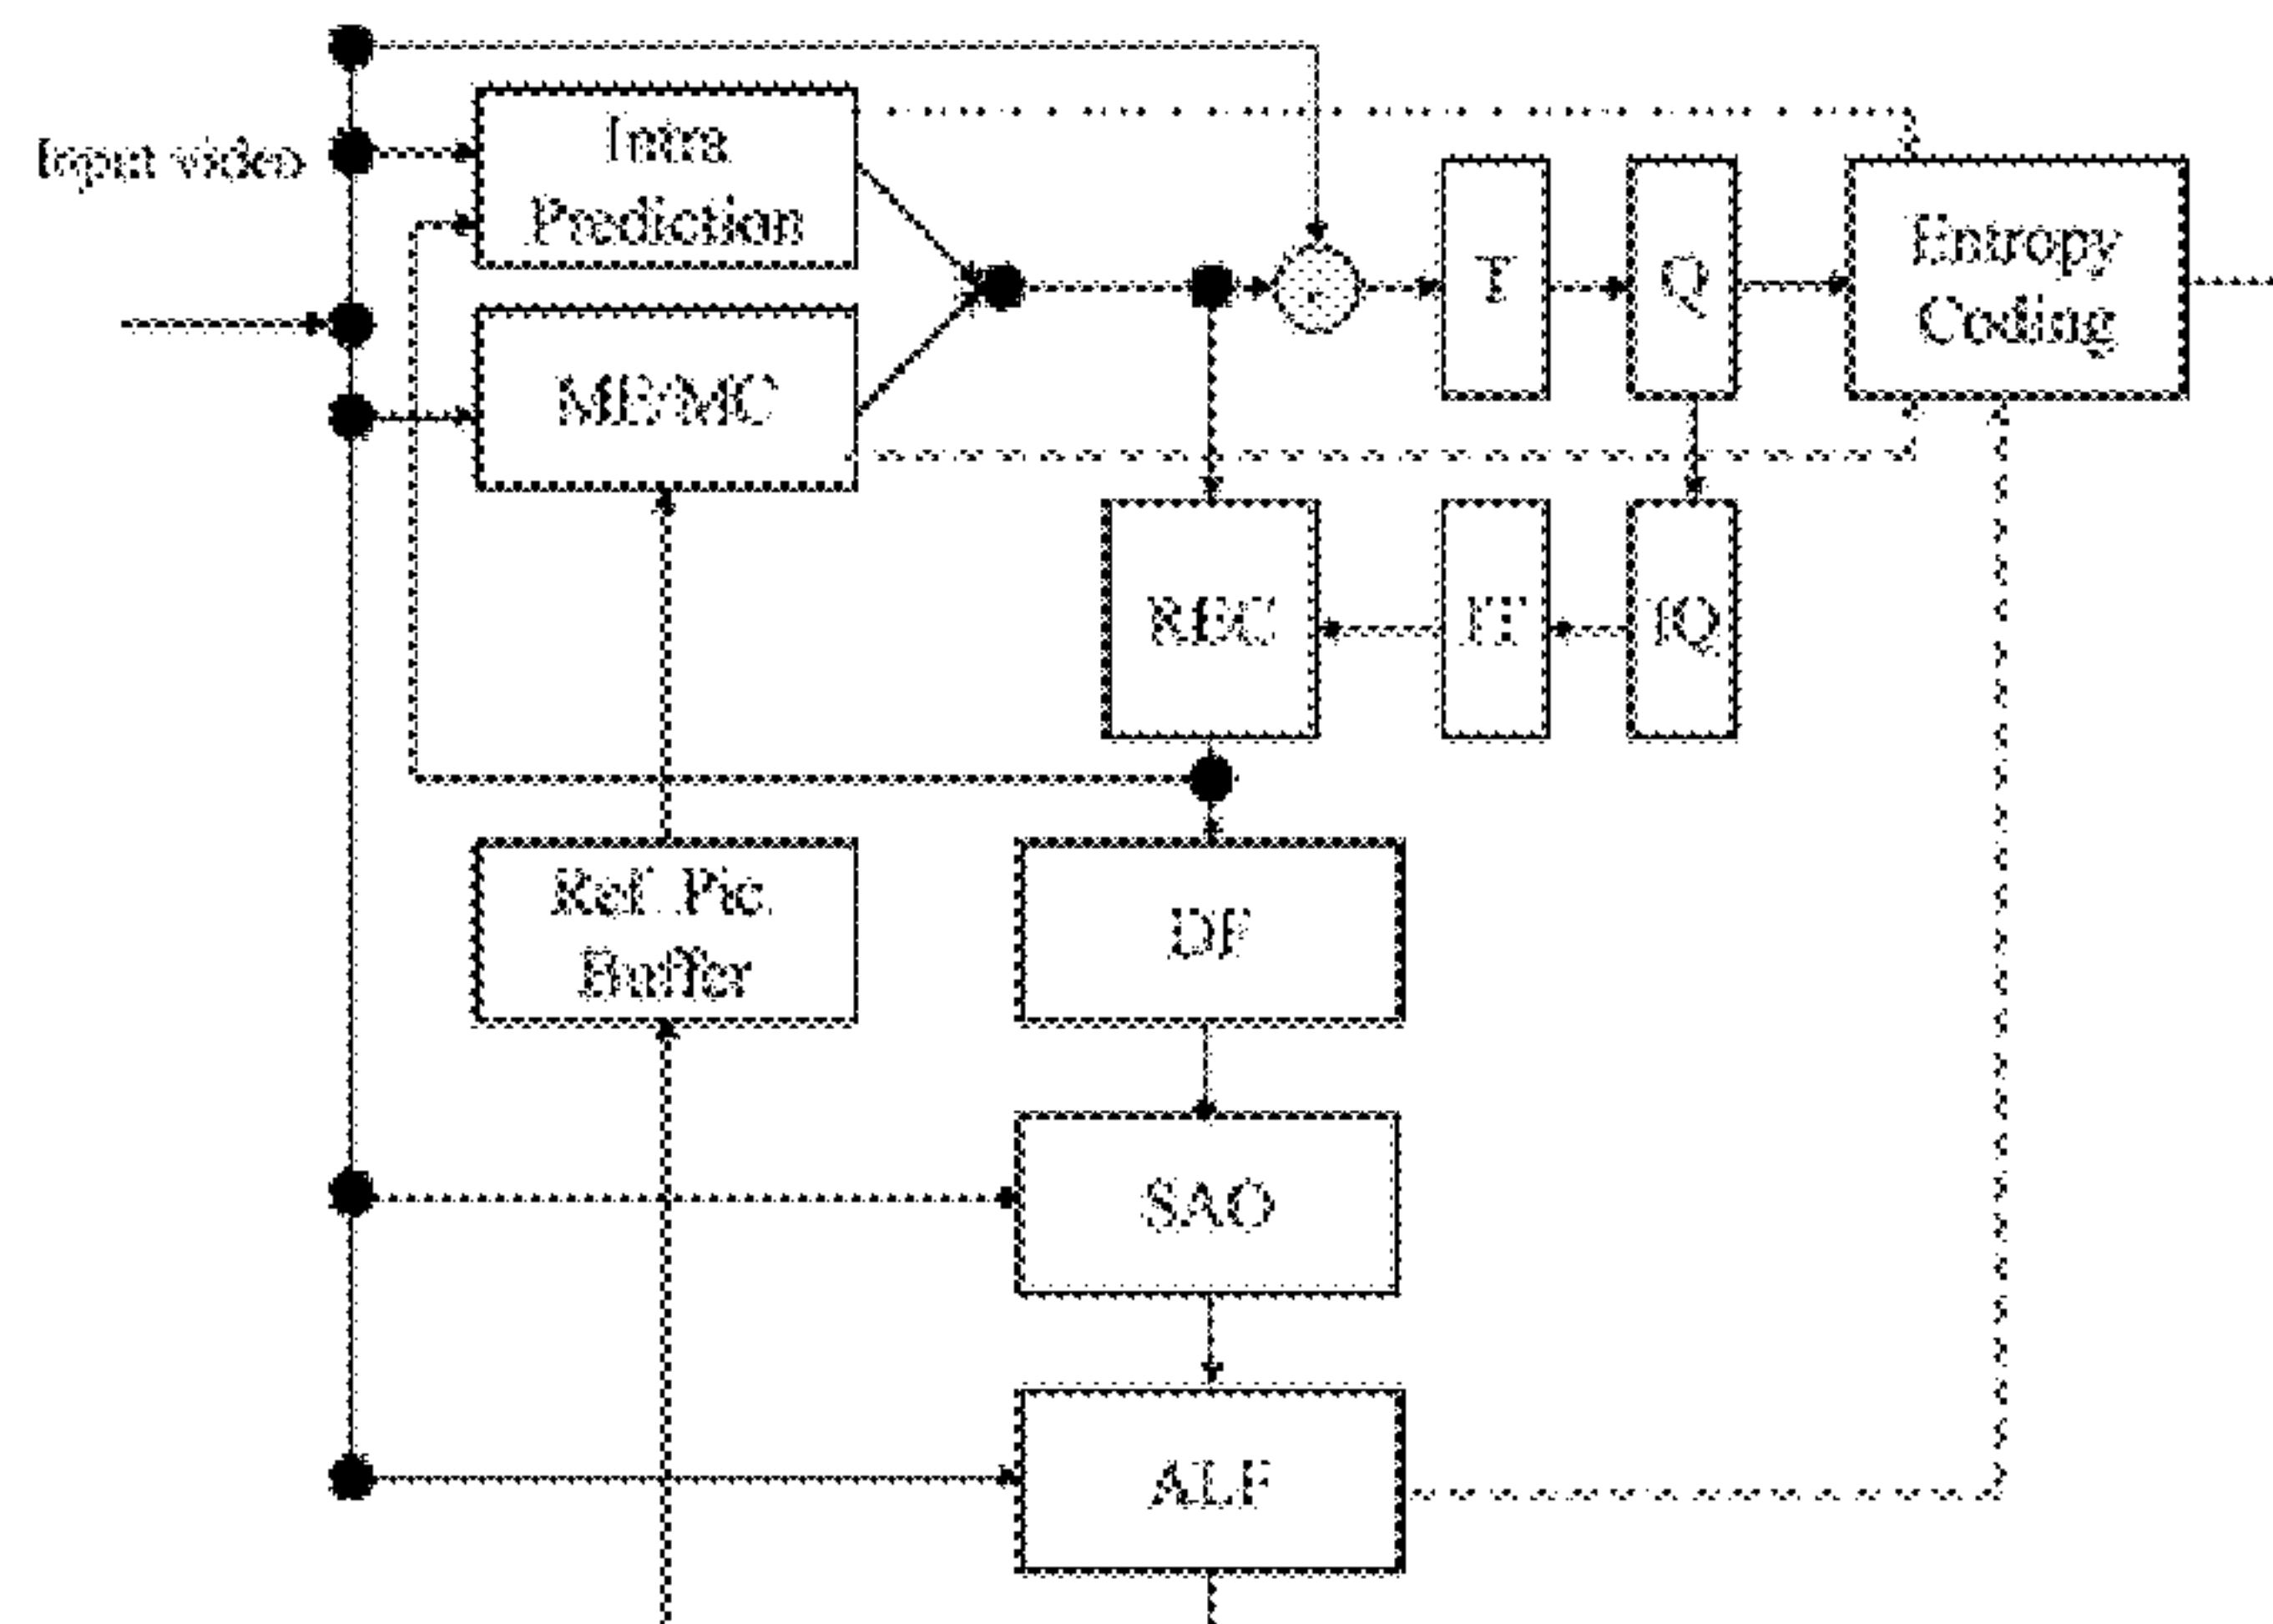 Intra
Input video
Prediction
T
Q
Entropy
Coding
ME/MC
REC
IT
IQ
Ref. Pic.
Buffer
DF
SAO
ALF